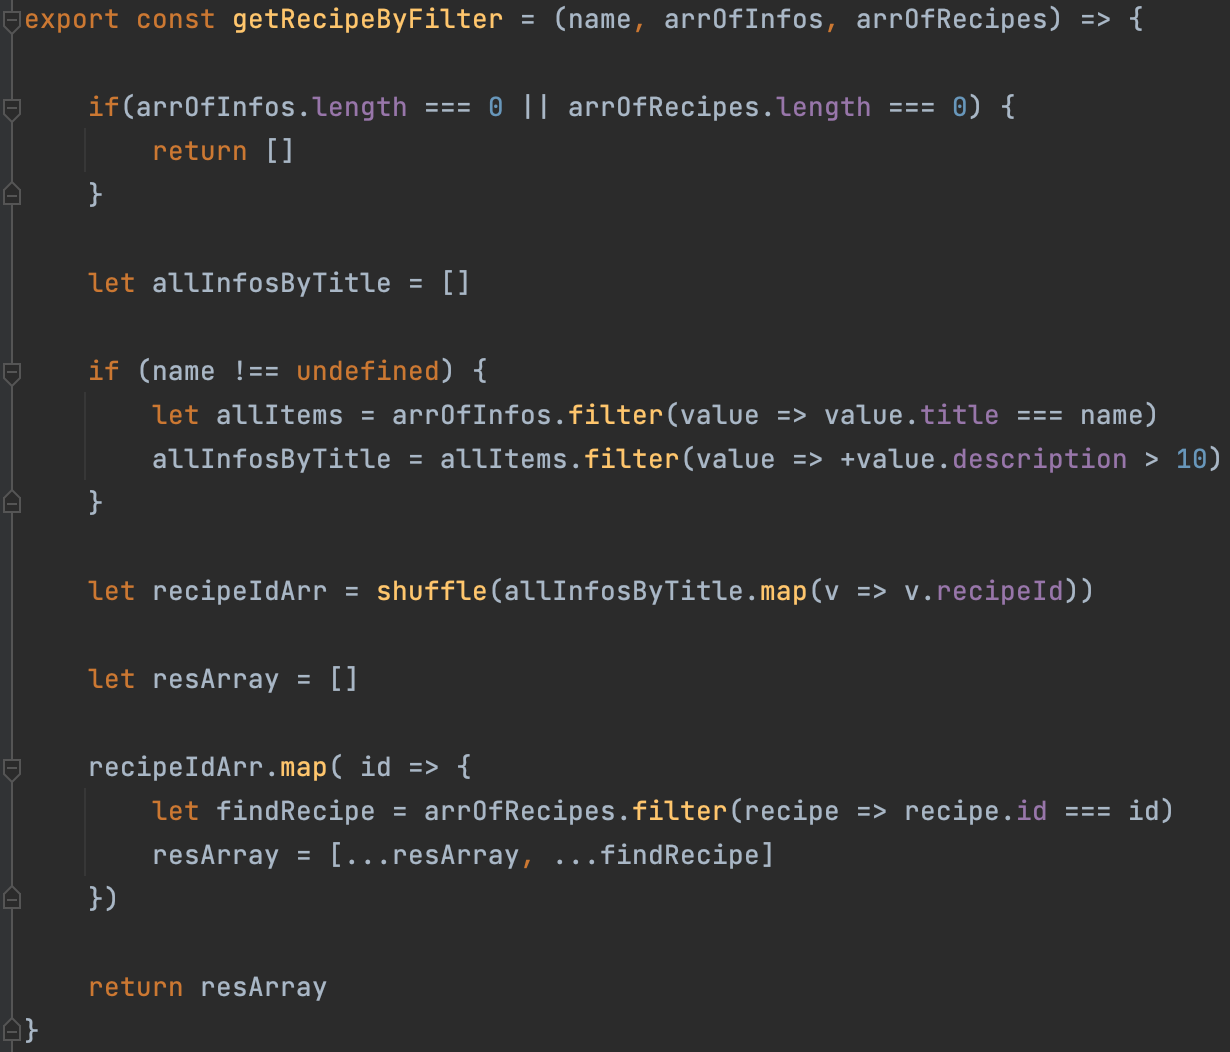 export const getRecipeByFilter = (name, arrOfInfos, arrOfRecipes) => {
if(arrOfInfos.length === 0 || arrOfRecipes.length === 0) {
return []
}
let allInfosByTitle = []
if (name !== undefined) {
let allItems = arrOfInfos.filter(value => value.title === name)
allInfosByTitle = allItems.filter(value => +value.description > 10)
}
let recipeIdArr = shuffle(allInfosByTitle.map(v => v.recipeId))
let resArray = []
recipeIdArr.map( id => {
let findRecipe = arrOfRecipes.filter(recipe => recipe.id === id)
resArray = [...resArray, ...findRecipe]
})
return resArray
}